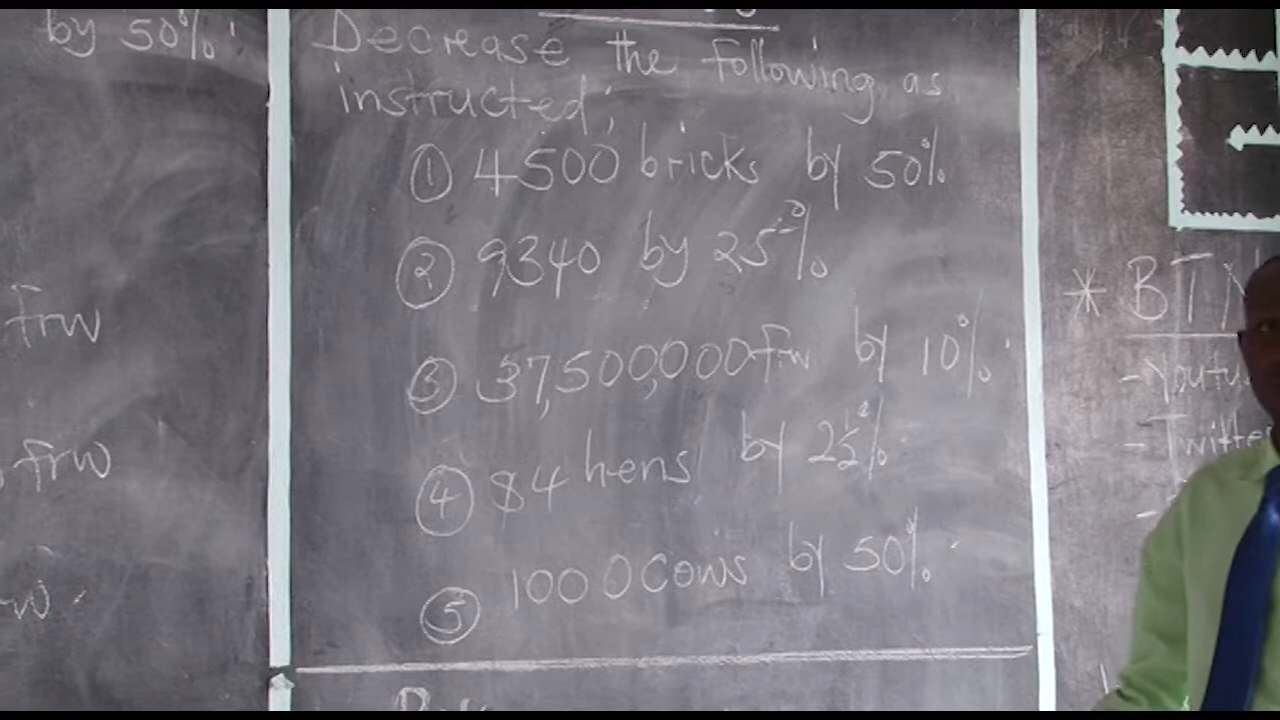 by 50%.
Frw
frw
Decrease the following as
instructed;
① 4500 bricks by 50%
② 9340 by 25%
③ 37,500,000 Frw by 10%.
④ 84 hens by 2½%
⑤ 1000 Cows by 50%.
* BTN
- Youtu
- Twitte